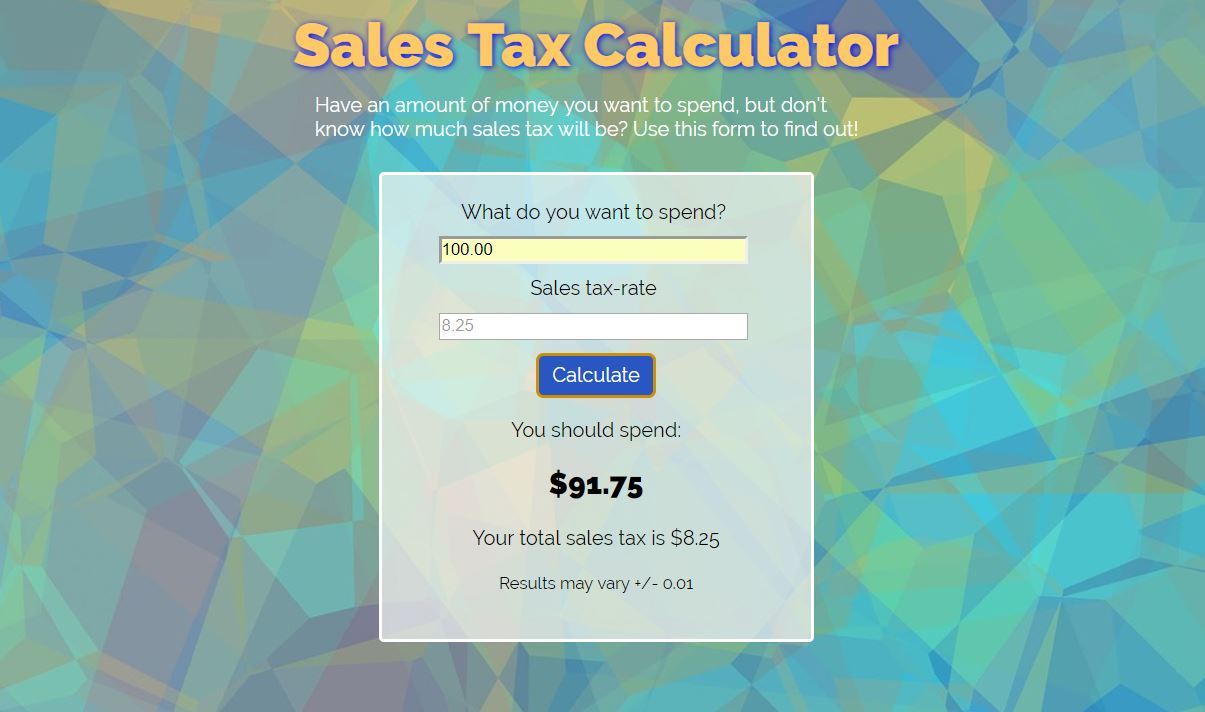 Sales Tax Calculator
Have an amount of money you want to spend, but don't
know how much sales tax will be? Use this form to find out!
What do you want to spend?
100.00
Sales tax-rate
8.25
Calculate
You should spend:
$91.75
Your total sales tax is $8.25
Results may vary +/- 0.01